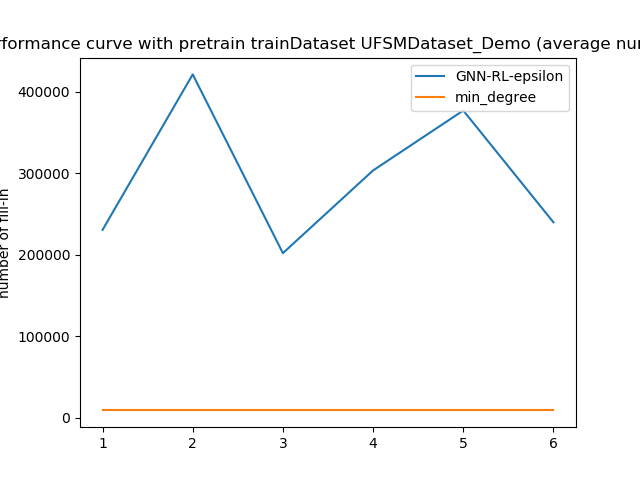 rformance curve with pretrain trainDataset UFSMDataset_Demo (average nur
GNN-RL-epsilon
min_degree
number of fill-in
400000
300000
200000
100000
0
1 2 3 4 5 6